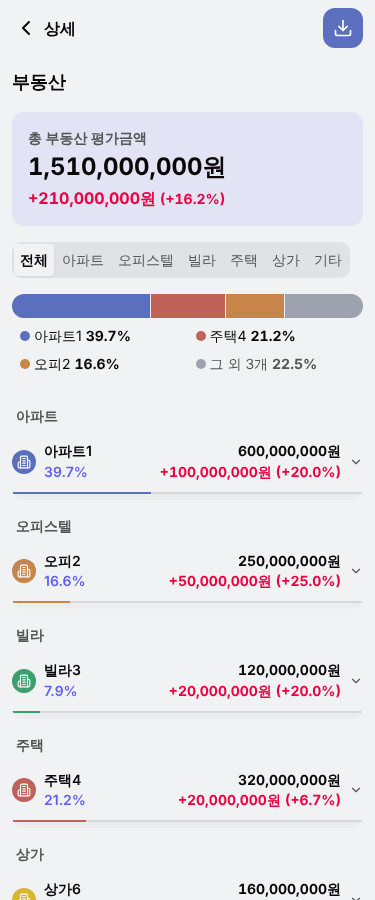 상세
부동산
총 부동산 평가금액
1,510,000,000원
+210,000,000원 (+16.2%)
전체 아파트 오피스텔 빌라 주택 상가 기타
아파트1 39.7% 주택4 21.2%
오피2 16.6% 그 외 3개 22.5%
아파트
아파트1 600,000,000원
39.7% +100,000,000원 (+20.0%)
오피스텔
오피2 250,000,000원
16.6% +50,000,000원 (+25.0%)
빌라
빌라3 120,000,000원
7.9% +20,000,000원 (+20.0%)
주택
주택4 320,000,000원
21.2% +20,000,000원 (+6.7%)
상가
상가6 160,000,000원